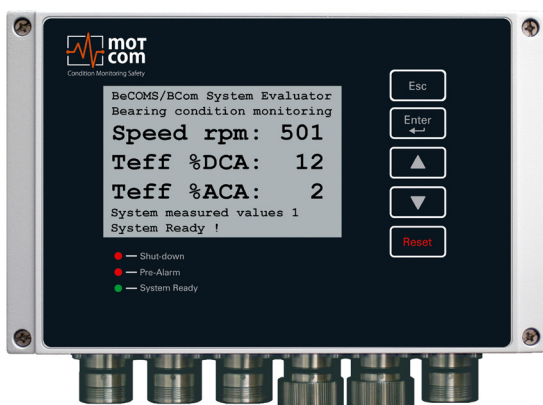 MOT
COM
Condition Monitoring Safety
BeCOMS/BCom System Evaluator
Bearing condition monitoring
Speed rpm: 501
Teff %DCA: 12
Teff %ACA: 2
System measured values 1
System Ready !
Shut-down
Pre-Alarm
System Ready
Esc
Enter
Reset